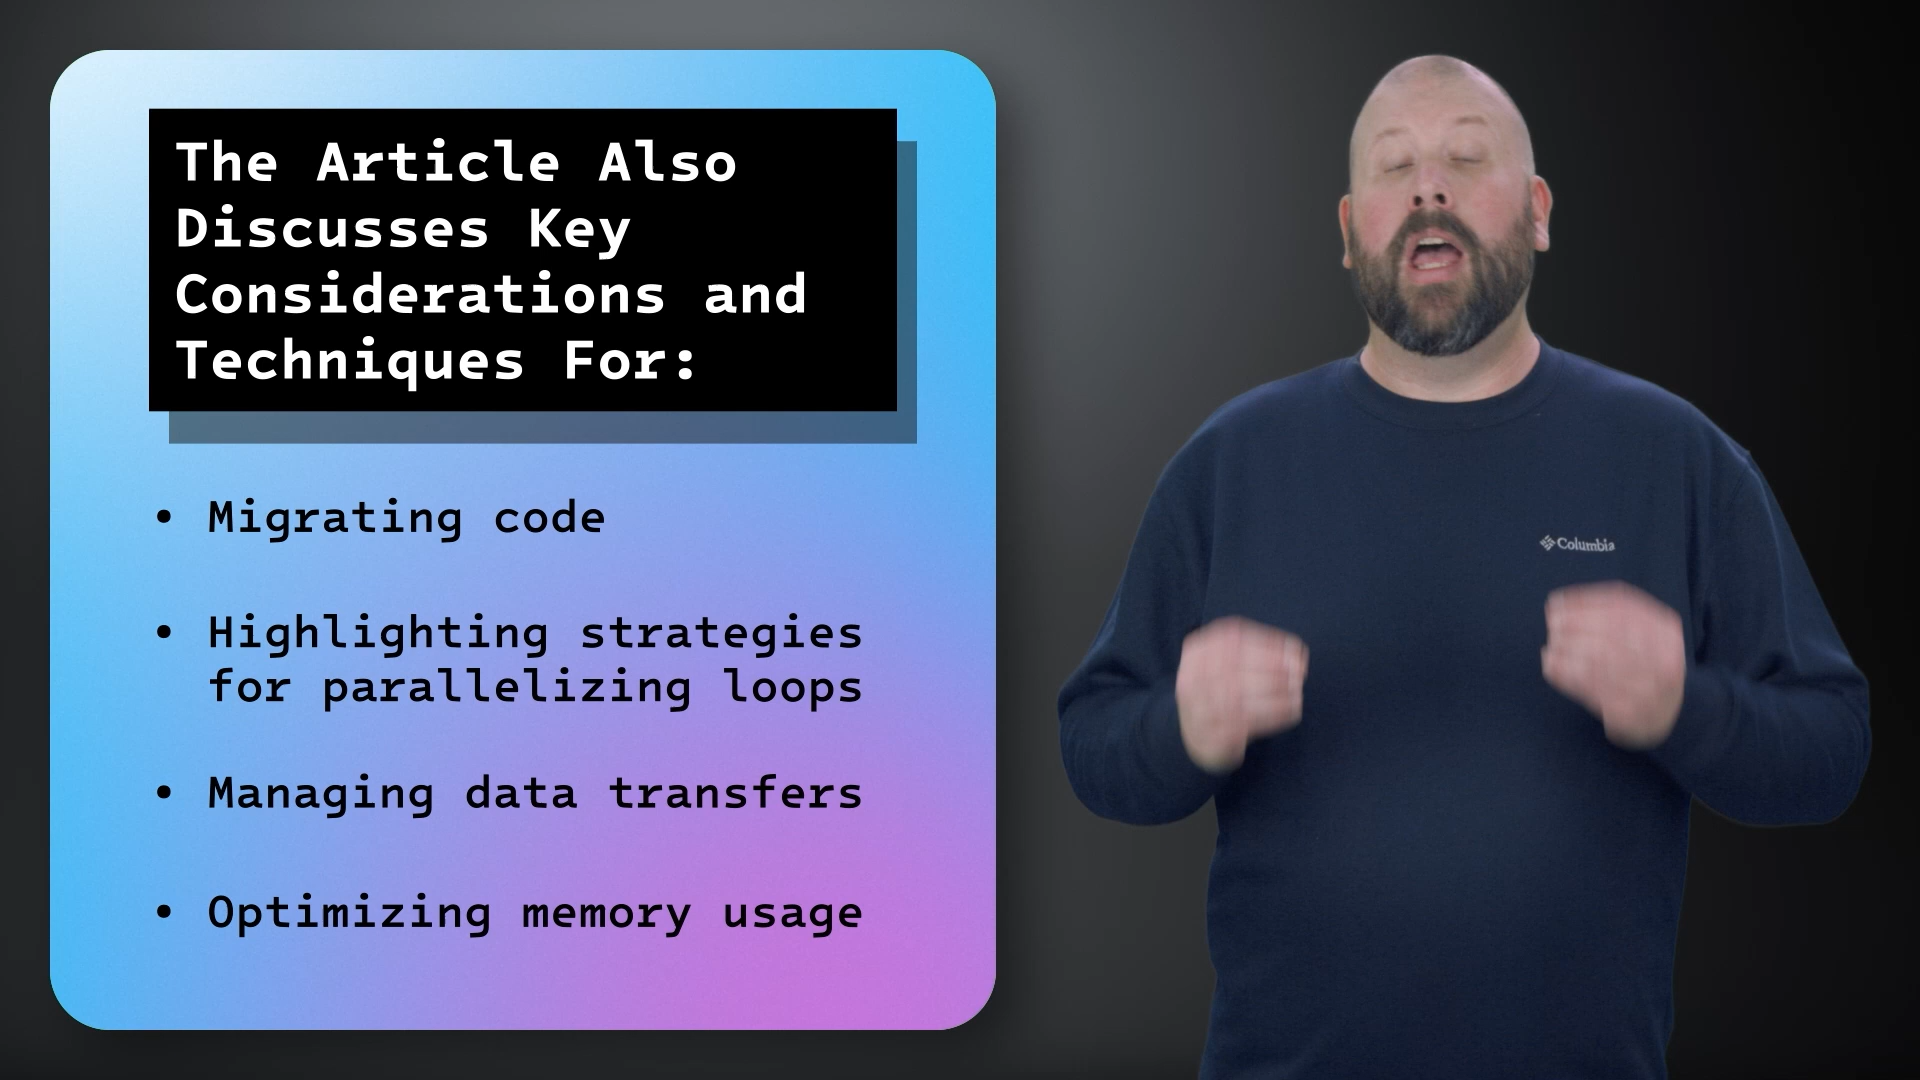 The Article Also
Discusses Key
Considerations and
Techniques For:
• Migrating code
• Highlighting strategies
for parallelizing loops
• Managing data transfers
• Optimizing memory usage
Columbia